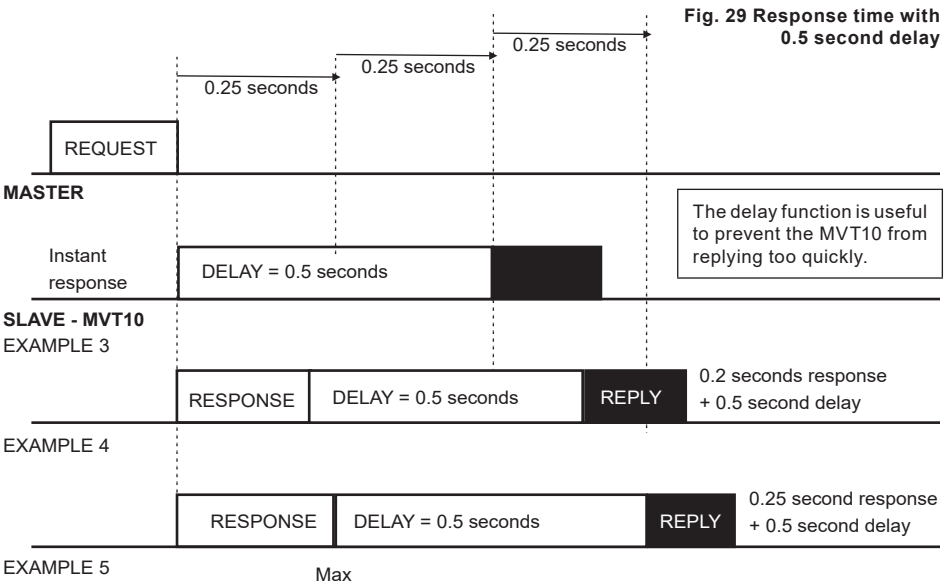 Fig. 29 Response time with
0.5 second delay
0.25 seconds
0.25 seconds
0.25 seconds
REQUEST
MASTER
The delay function is useful
to prevent the MVT10 from
replying too quickly.
Instant
response
DELAY = 0.5 seconds
SLAVE - MVT10
EXAMPLE 3
RESPONSE
DELAY = 0.5 seconds
REPLY
0.2 seconds response
+ 0.5 second delay
EXAMPLE 4
RESPONSE
DELAY = 0.5 seconds
REPLY
0.25 second response
+ 0.5 second delay
EXAMPLE 5
Max